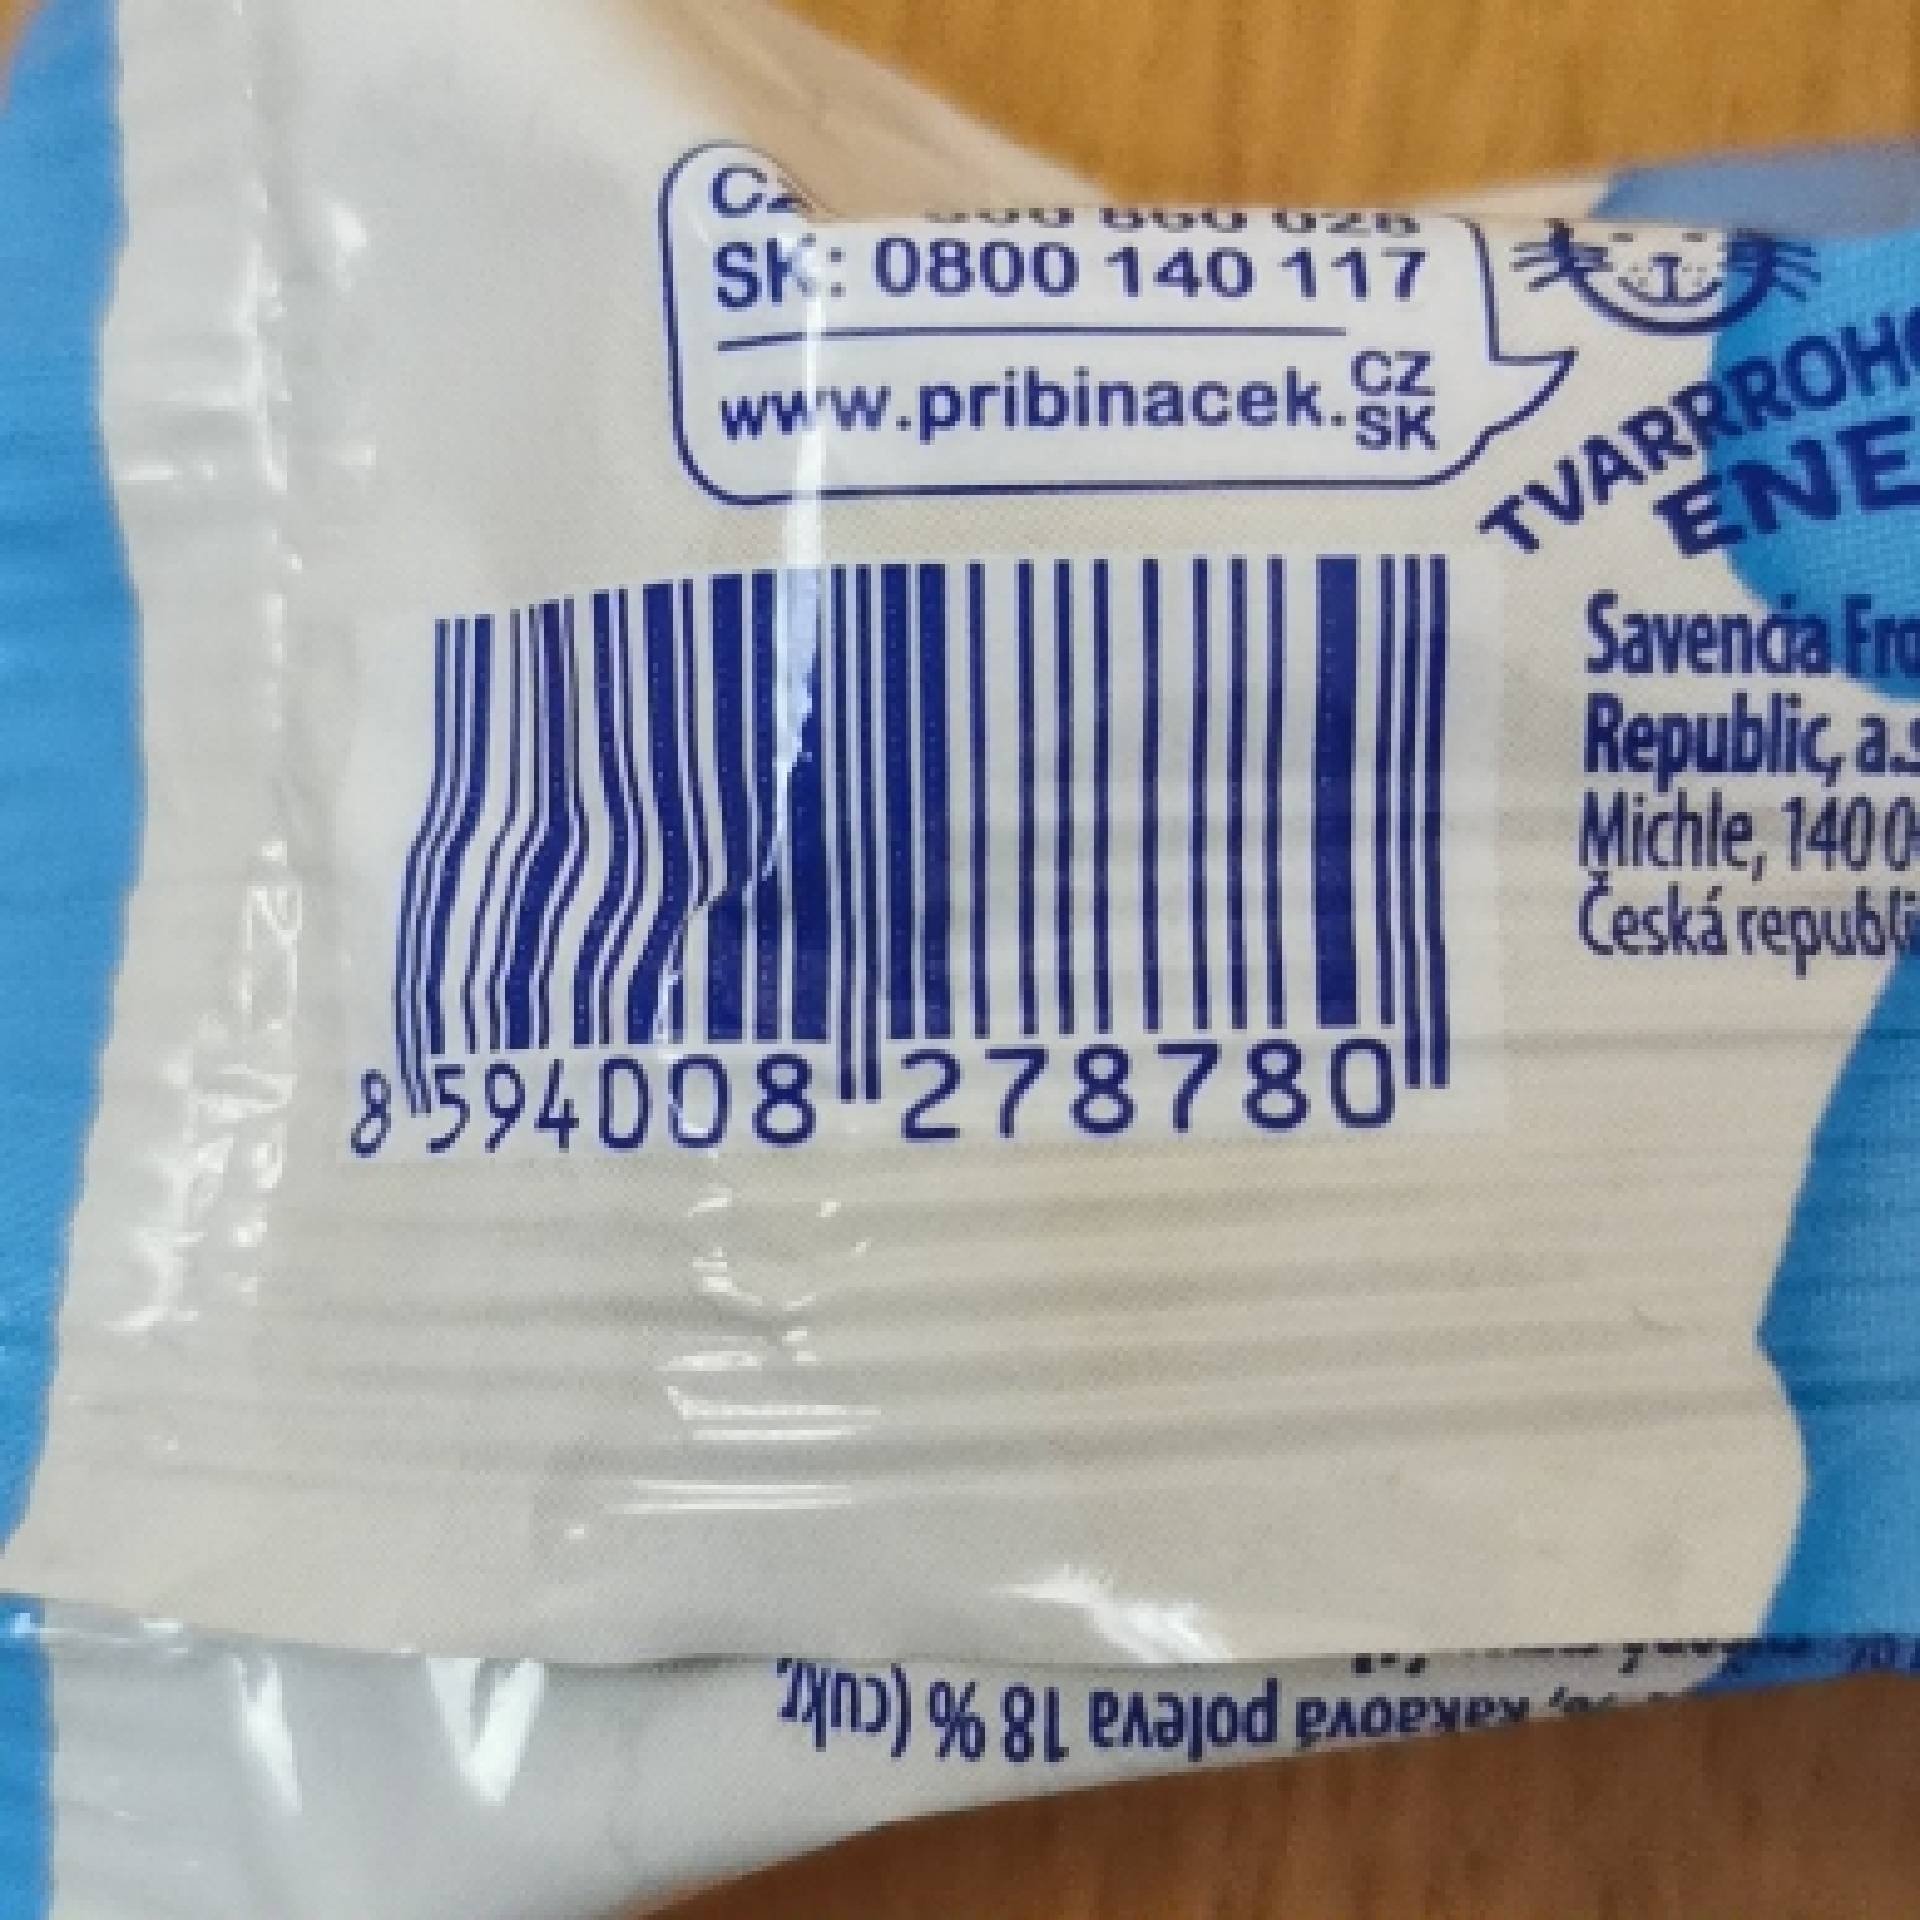 SK: 0800 140 117
www.pribinacek.CZ
SK
ENE
Savencia Fro
Republic, a.s
Michle, 140 0
Česká republi
8 594008 278780
kakaová poleva 18 % (cukr,